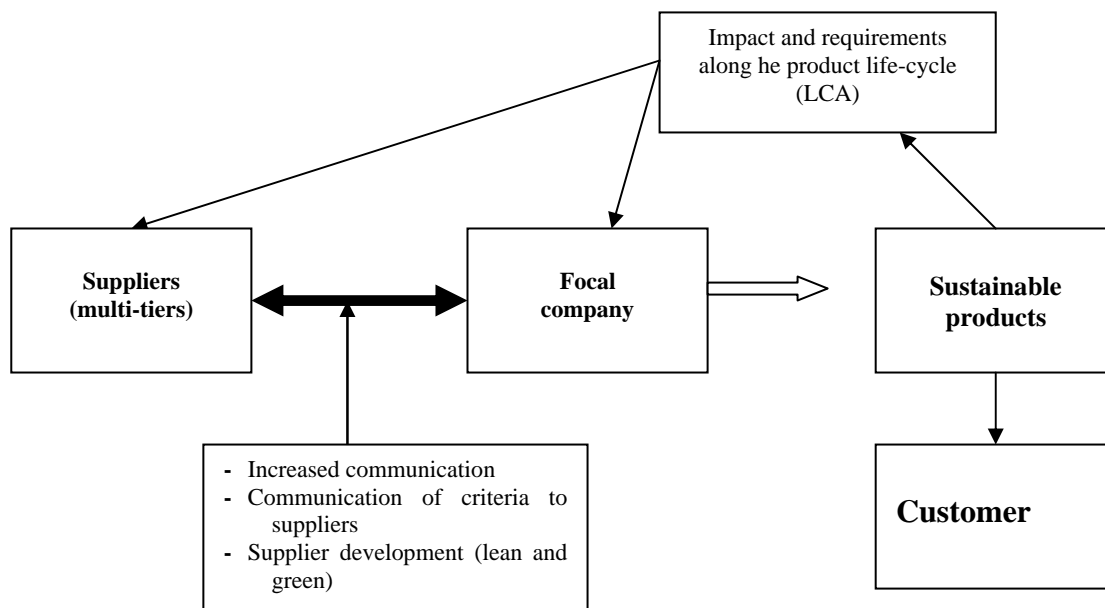 Impact and requirements
along he product life-cycle
(LCA)
Suppliers
(multi-tiers)
Focal
company
Sustainable
products
- Increased communication
- Communication of criteria to
suppliers
- Supplier development (lean and
green)
Customer